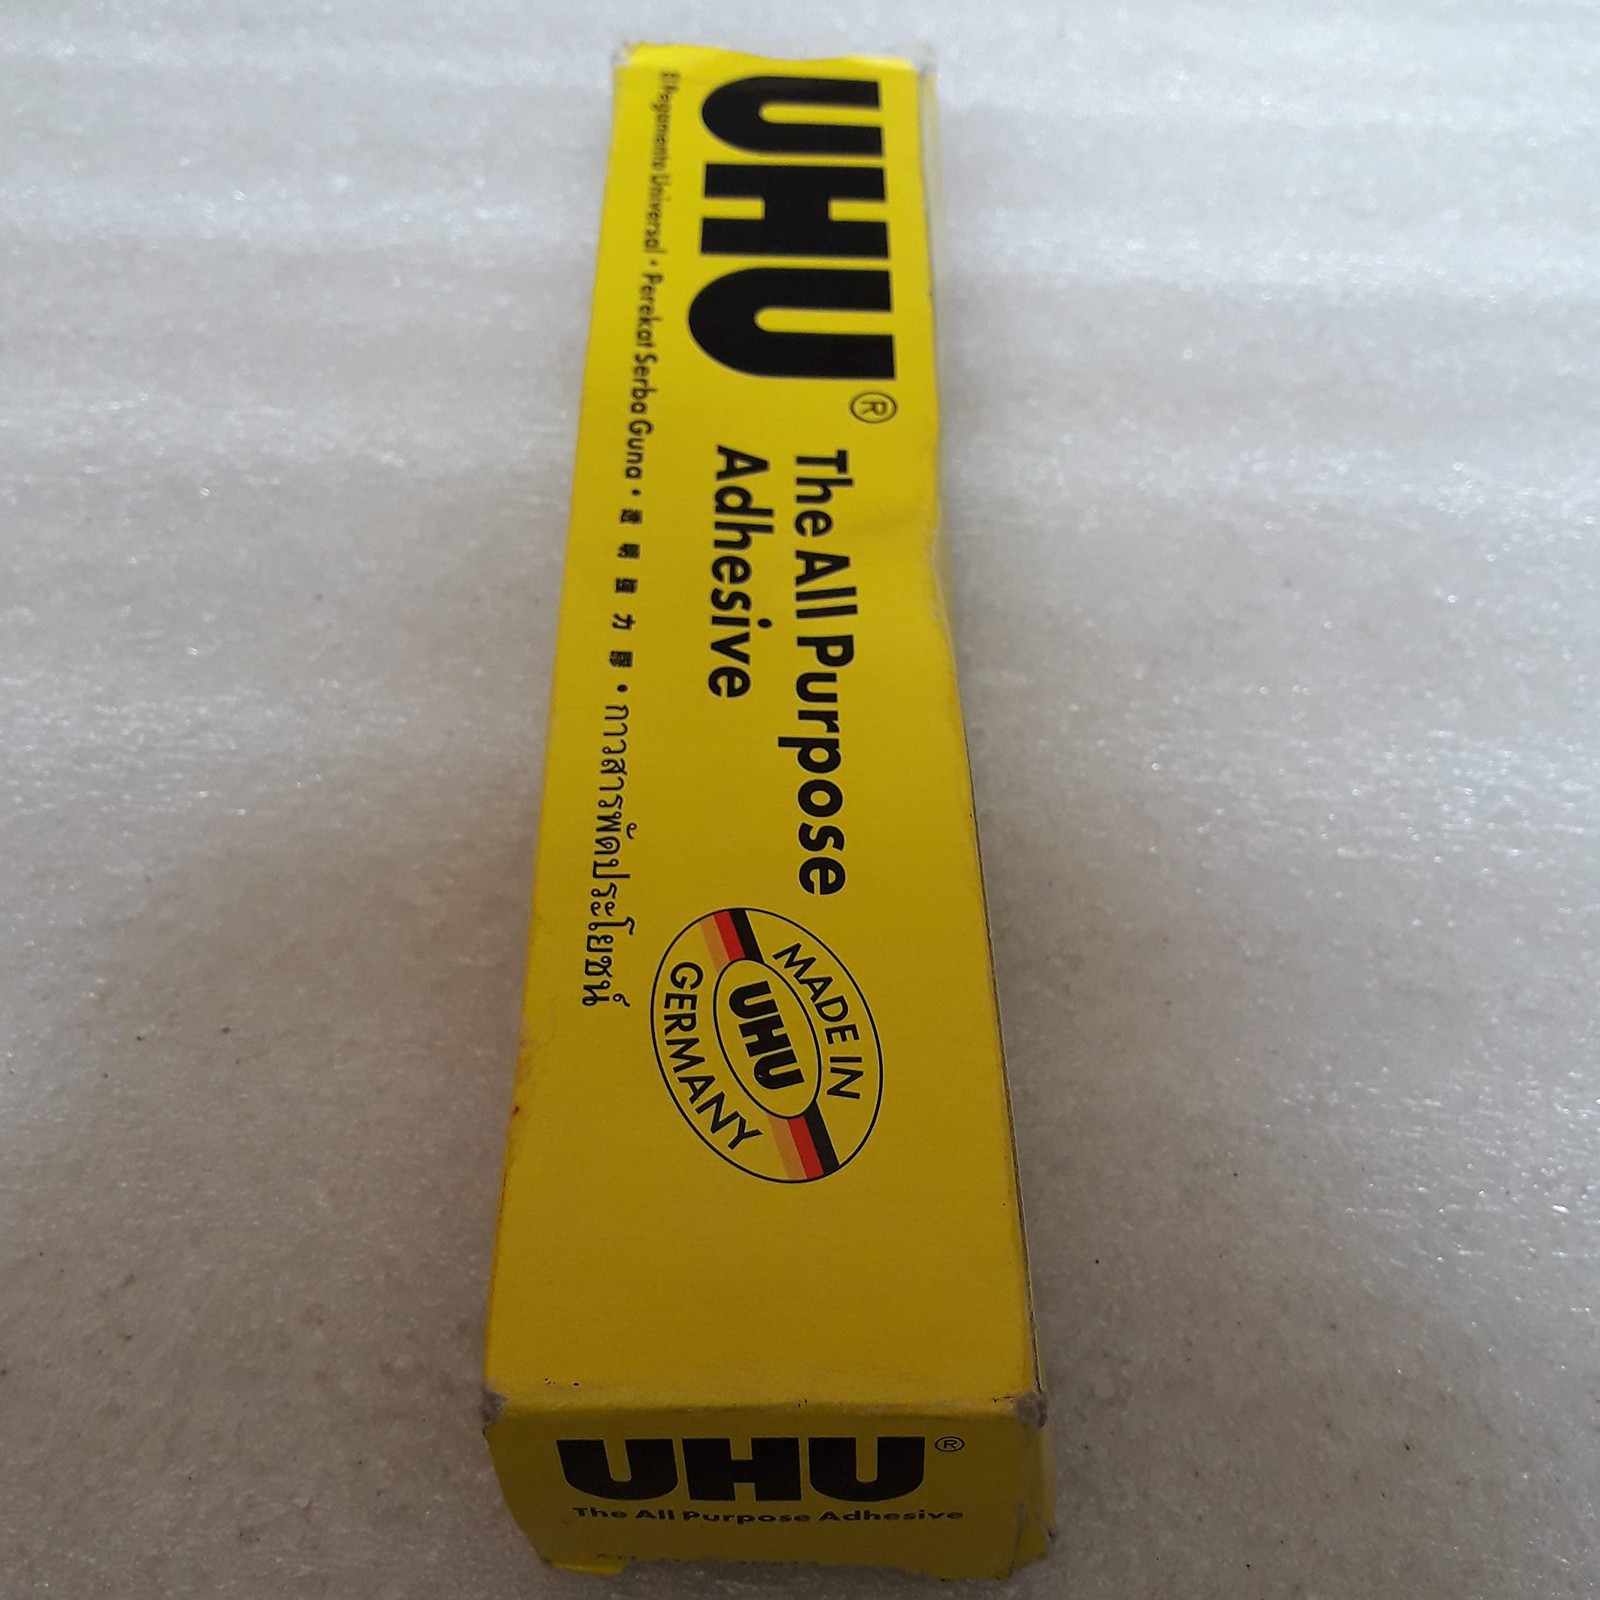 UHU®
The All Purpose
Adhesive
El Pegamento Universal • Perekat Serba Guna • 透明強力膠 • กาวสารพัดประโยชน์
MADE IN
UHU
GERMANY
UHU®
The All Purpose Adhesive